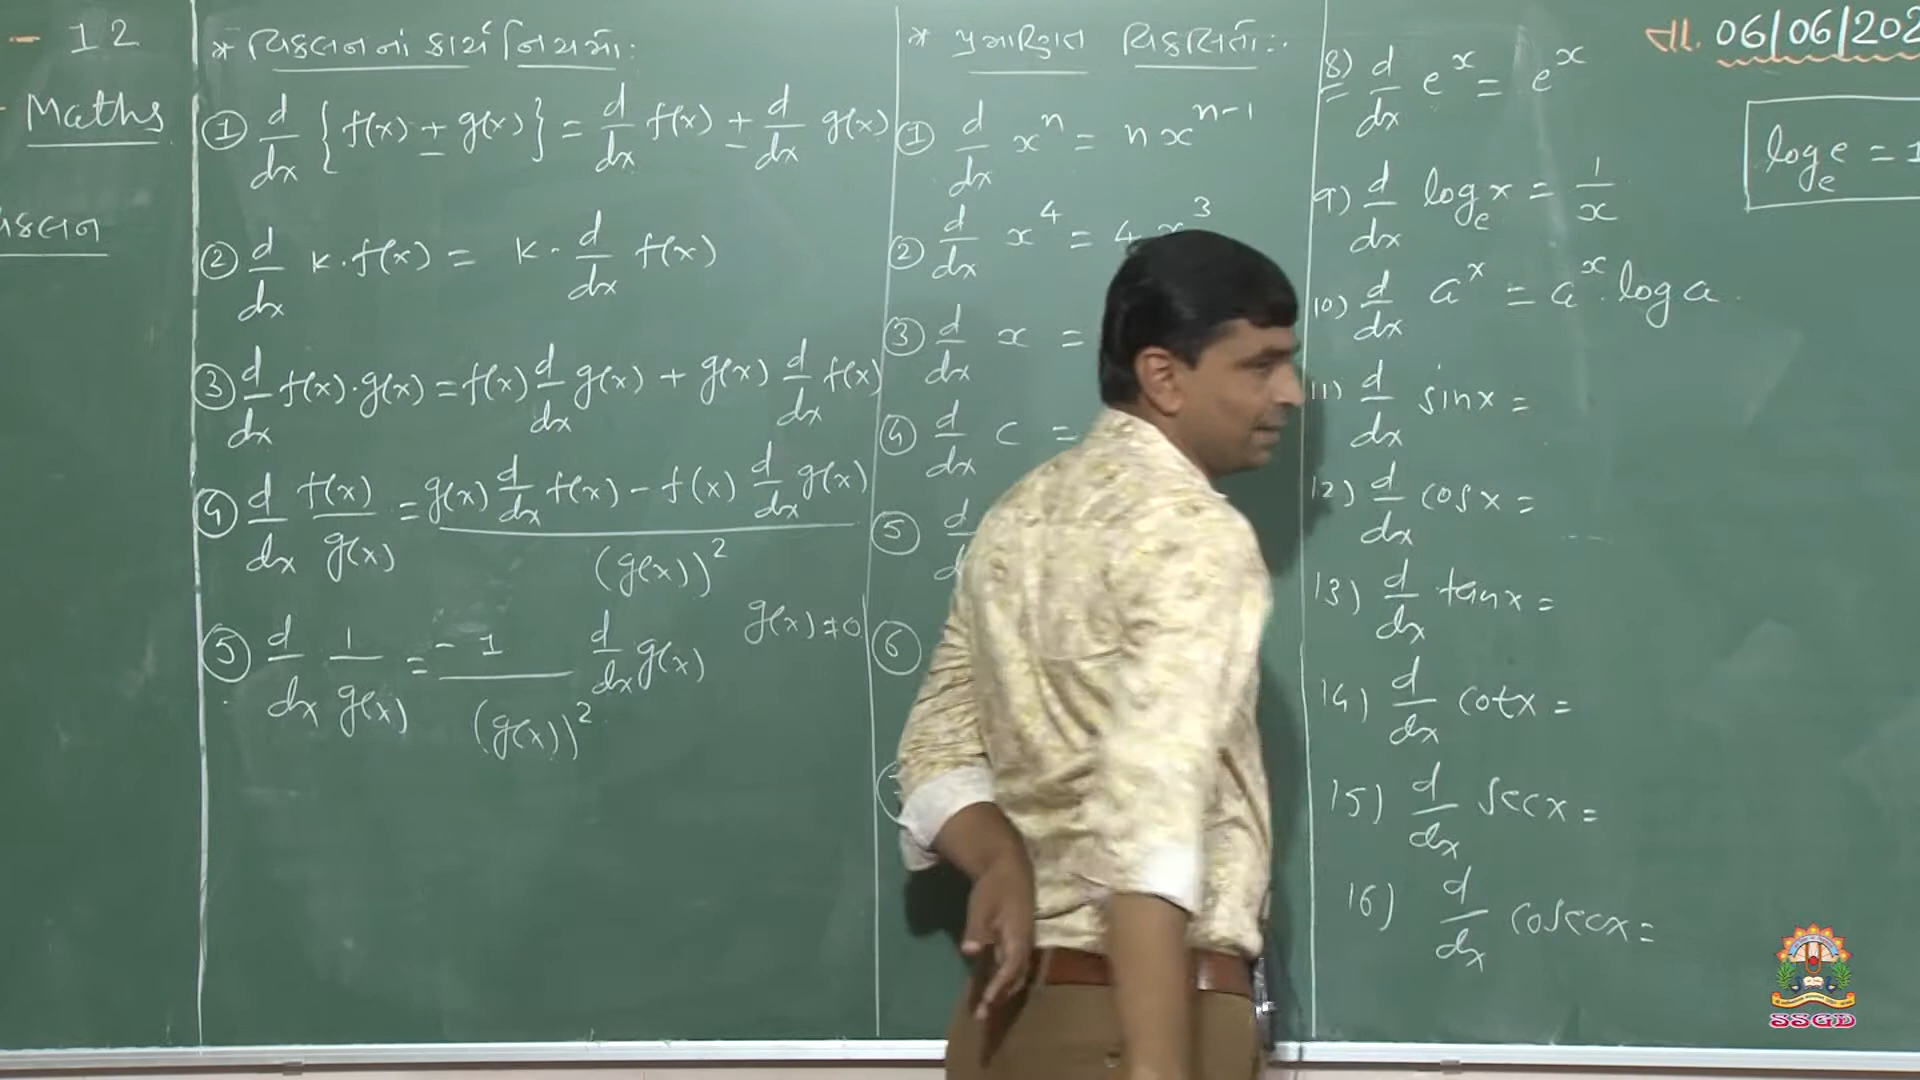 - 12
Maths
* વિકલનનાં કાર્ય નિયમો:
① d/dx {f(x) ± g(x)} = d/dx f(x) ± d/dx g(x)
② d/dx k·f(x) = k·d/dx f(x)
③ d/dx f(x)·g(x) = f(x) d/dx g(x) + g(x) d/dx f(x)
④ d/dx f(x)/g(x) = (g(x) d/dx f(x) - f(x) d/dx g(x))/(g(x))²
g(x) ≠ 0
⑤ d/dx 1/g(x) = -1/(g(x))² d/dx g(x)
* પ્રમાણિત વિકલિતો:
① d/dx xⁿ = n xⁿ⁻¹
② d/dx x⁴ = 4x³
③ d/dx x =
④ d/dx c =
⑤ d
⑥
8) d/dx eˣ = eˣ
9) d/dx logₑx = 1/x
10) d/dx aˣ = aˣ·log a
11) d/dx sinx =
12) d/dx cosx =
13) d/dx tanx =
14) d/dx cotx =
15) d/dx secx =
16) d/dx cosecx =
તા. 06/06/202
logₑe = 1
SSGD